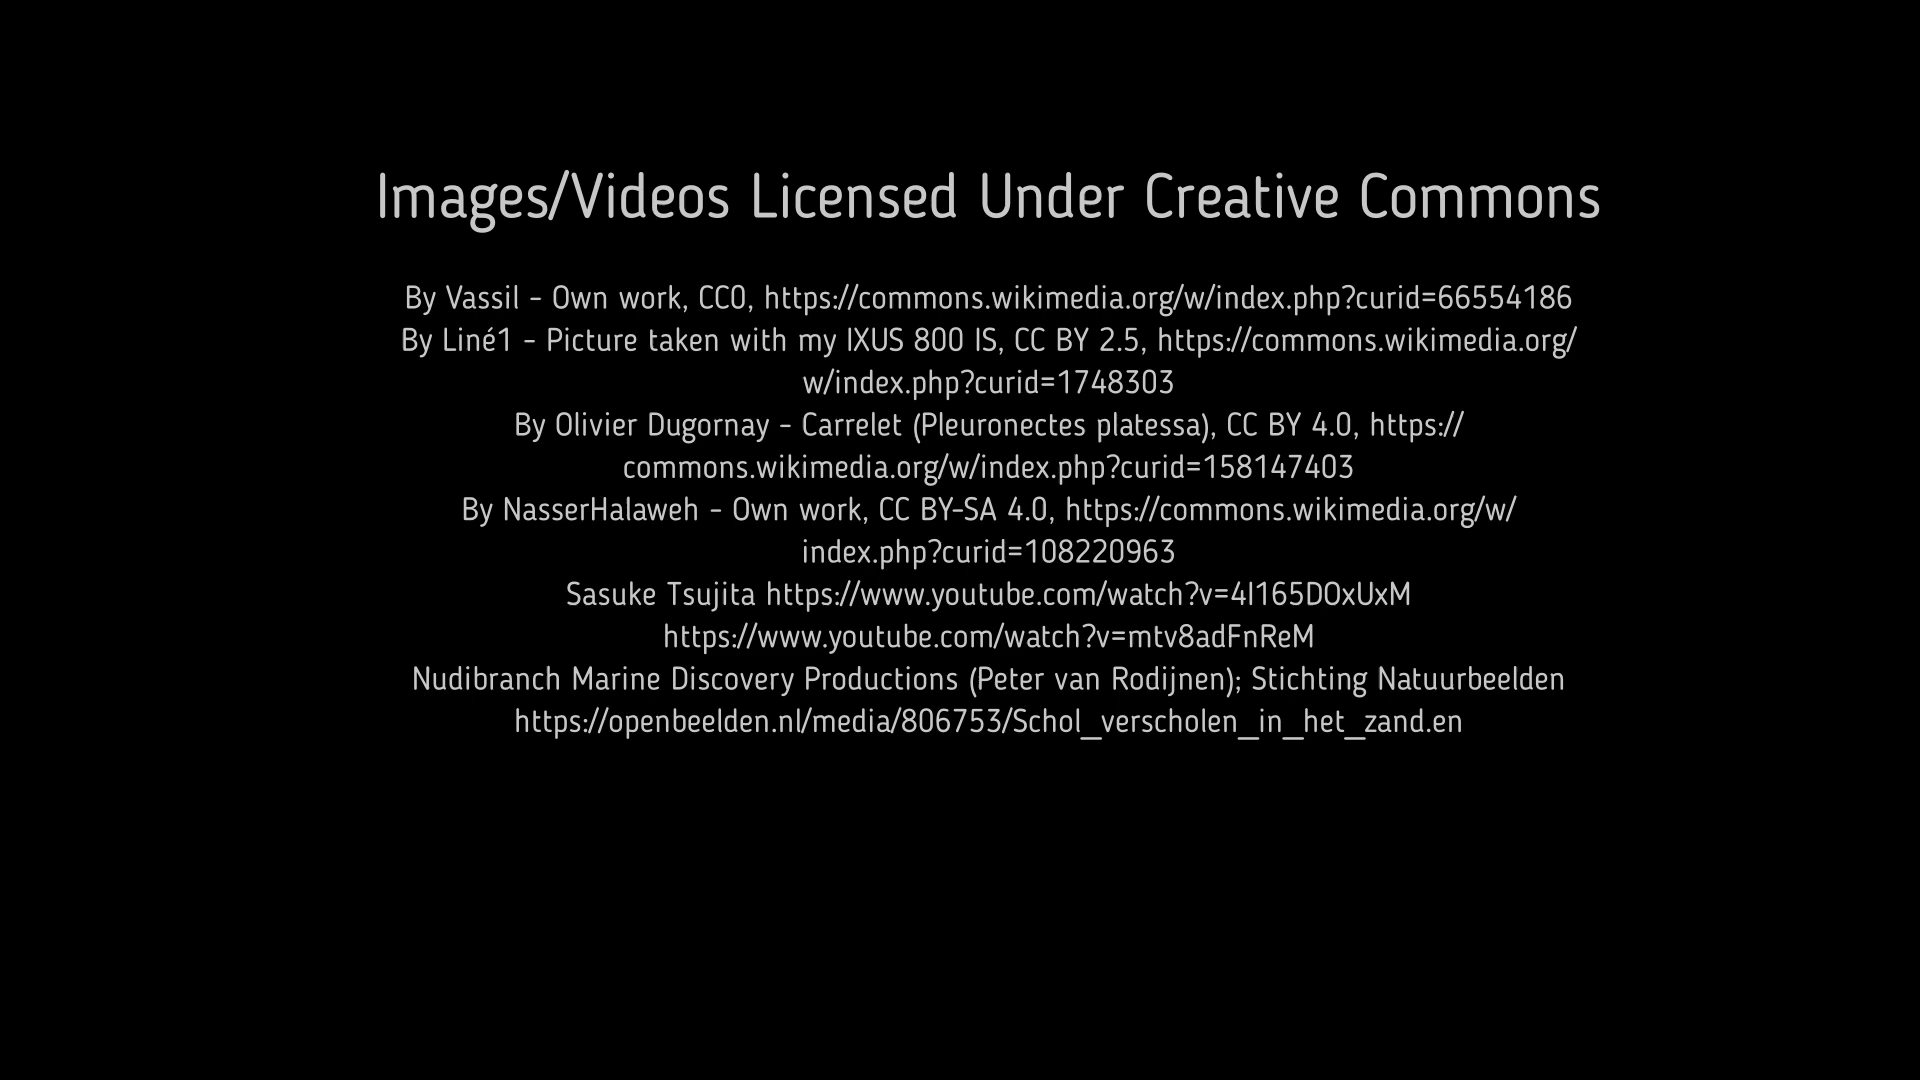 Images/Videos Licensed Under Creative Commons
By Vassil - Own work, CC0, https://commons.wikimedia.org/w/index.php?curid=66554186
By Liné1 - Picture taken with my IXUS 800 IS, CC BY 2.5, https://commons.wikimedia.org/
w/index.php?curid=1748303
By Olivier Dugornay - Carrelet (Pleuronectes platessa), CC BY 4.0, https://
commons.wikimedia.org/w/index.php?curid=158147403
By NasserHalaweh - Own work, CC BY-SA 4.0, https://commons.wikimedia.org/w/
index.php?curid=108220963
Sasuke Tsujita https://www.youtube.com/watch?v=4I165DOxUxM
https://www.youtube.com/watch?v=mtv8adFnReM
Nudibranch Marine Discovery Productions (Peter van Rodijnen); Stichting Natuurbeelden
https://openbeelden.nl/media/806753/Schol_verscholen_in_het_zand.en